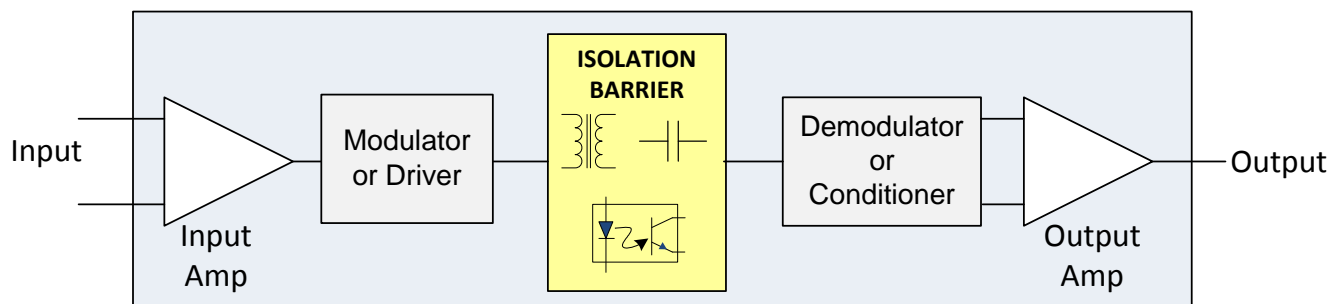 ISOLATION
BARRIER
Input
Input
Amp
Modulator
or Driver
Demodulator
or
Conditioner
Output
Amp
Output